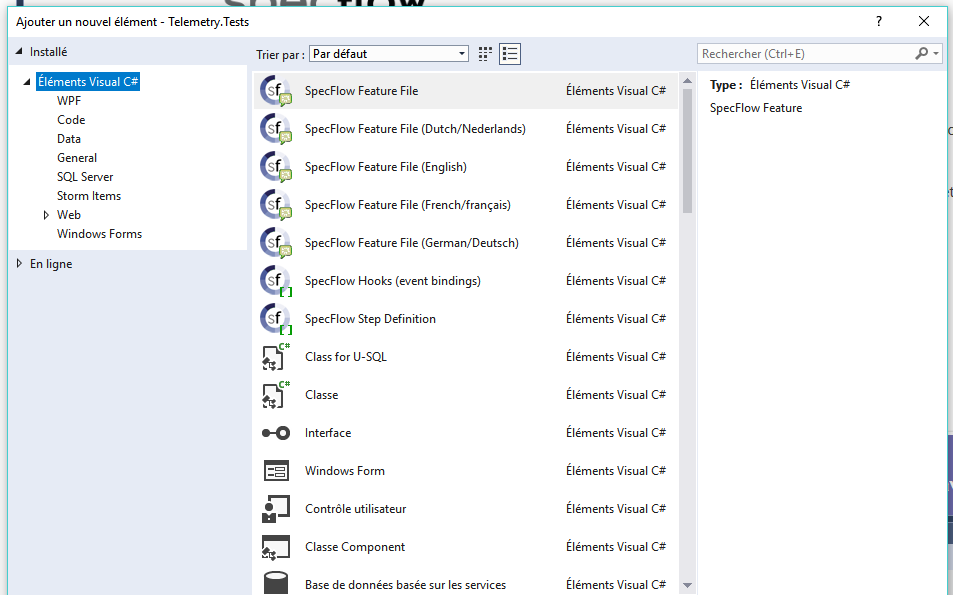 specflow
Ajouter un nouvel élément - Telemetry.Tests
?
Installé
Trier par :
Par défaut
Rechercher (Ctrl+E)
Éléments Visual C#
WPF
Code
Data
General
SQL Server
Storm Items
Web
Windows Forms
En ligne
SpecFlow Feature File Éléments Visual C#
SpecFlow Feature File (Dutch/Nederlands) Éléments Visual C#
SpecFlow Feature File (English) Éléments Visual C#
SpecFlow Feature File (French/français) Éléments Visual C#
SpecFlow Feature File (German/Deutsch) Éléments Visual C#
SpecFlow Hooks (event bindings) Éléments Visual C#
SpecFlow Step Definition Éléments Visual C#
Class for U-SQL Éléments Visual C#
Classe Éléments Visual C#
Interface Éléments Visual C#
Windows Form Éléments Visual C#
Contrôle utilisateur Éléments Visual C#
Classe Component Éléments Visual C#
Base de données basée sur les services Éléments Visual C#
Type : Éléments Visual C#
SpecFlow Feature